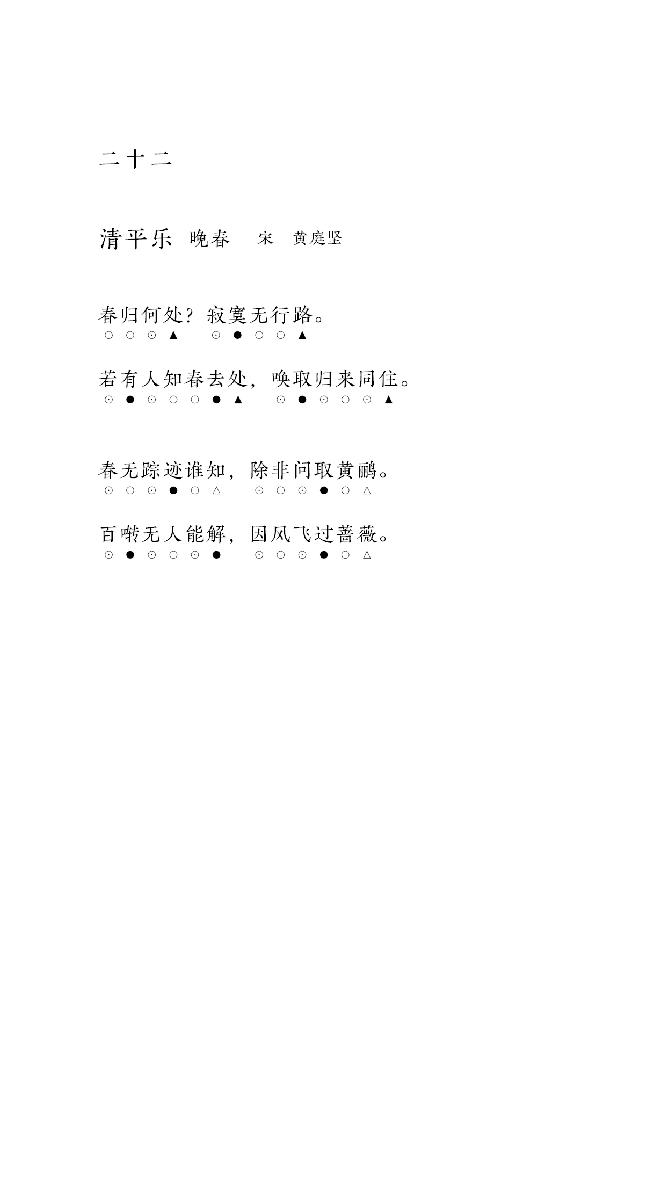 二十二
清平乐 晚春 宋 黄庭坚
春归何处？寂寞无行路。
○○⊙▲ ⊙●○○▲
若有人知春去处，唤取归来同住。
⊙●⊙○○●▲ ⊙●⊙○⊙▲
春无踪迹谁知，除非问取黄鹂。
⊙○⊙●○△ ⊙○⊙●○△
百啭无人能解，因风飞过蔷薇。
⊙●⊙○⊙● ⊙○⊙●○△